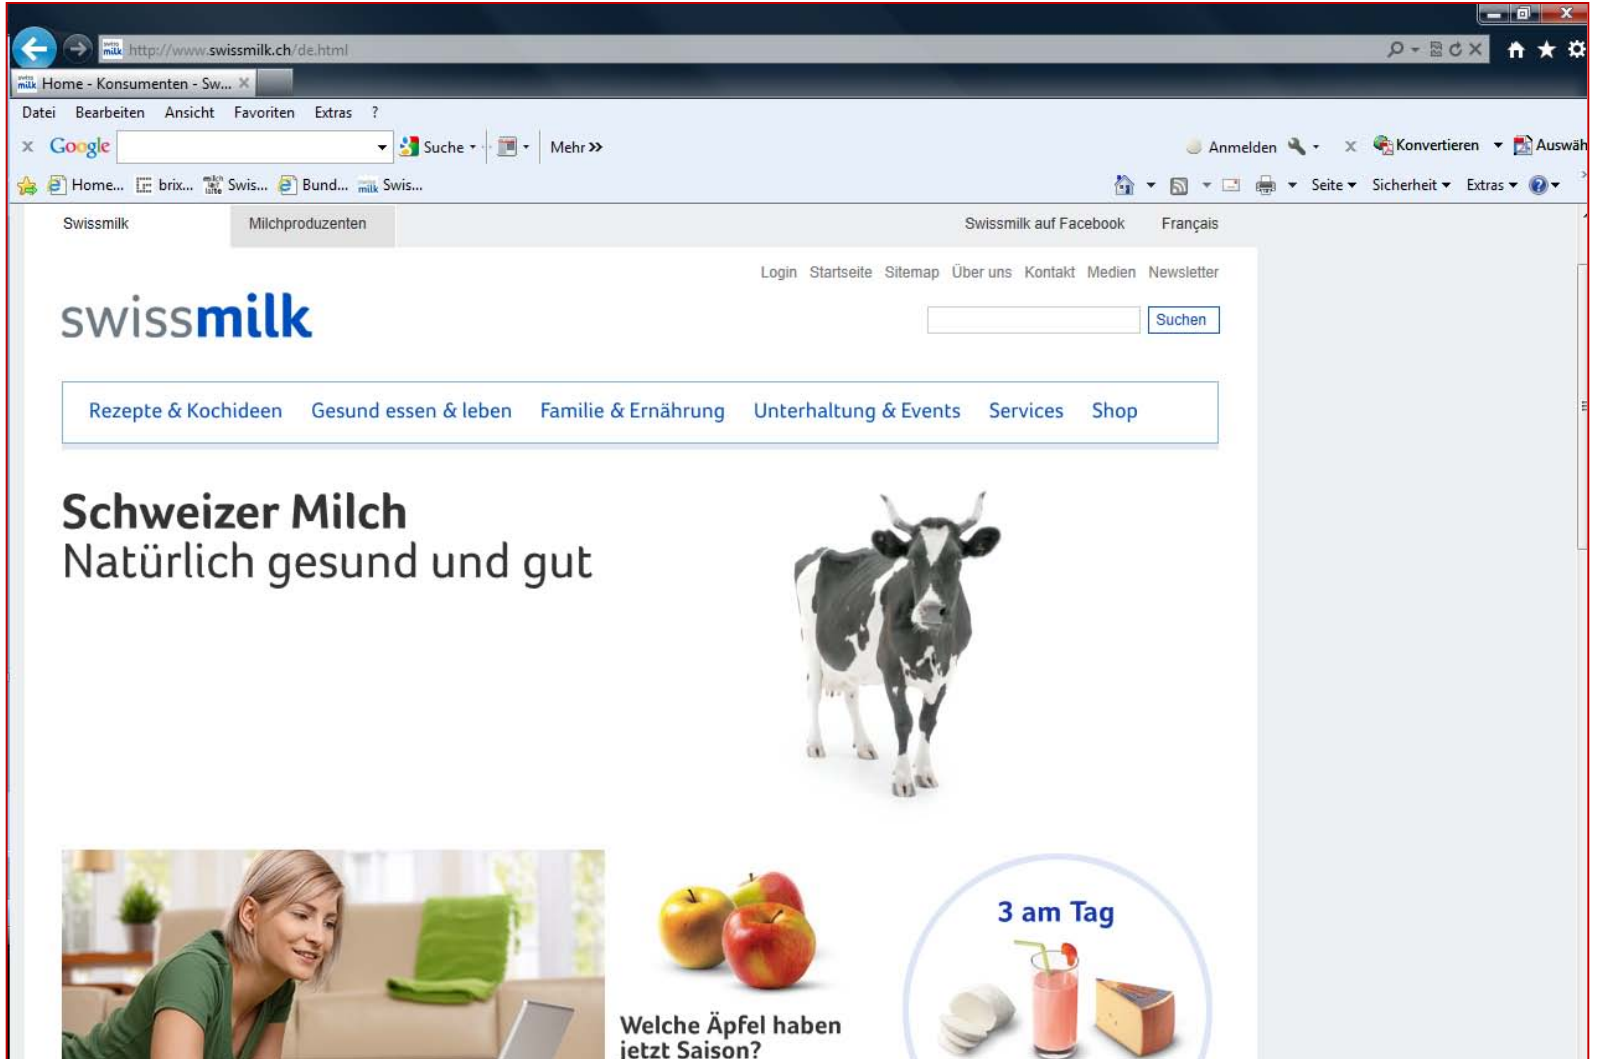 http://www.swissmilk.ch/de.html
swiss milk Home - Konsumenten - Sw...
Datei Bearbeiten Ansicht Favoriten Extras ?
x Google Suche Mehr >> Anmelden x Konvertieren Auswäh
Home... brix... Swis... Bund... milk Swis... Seite Sicherheit Extras
Swissmilk Milchproduzenten Swissmilk auf Facebook Français
Login Startseite Sitemap Über uns Kontakt Medien Newsletter
swissmilk
Suchen
Rezepte & Kochideen Gesund essen & leben Familie & Ernährung Unterhaltung & Events Services Shop
Schweizer Milch
Natürlich gesund und gut
3 am Tag
Welche Äpfel haben
jetzt Saison?